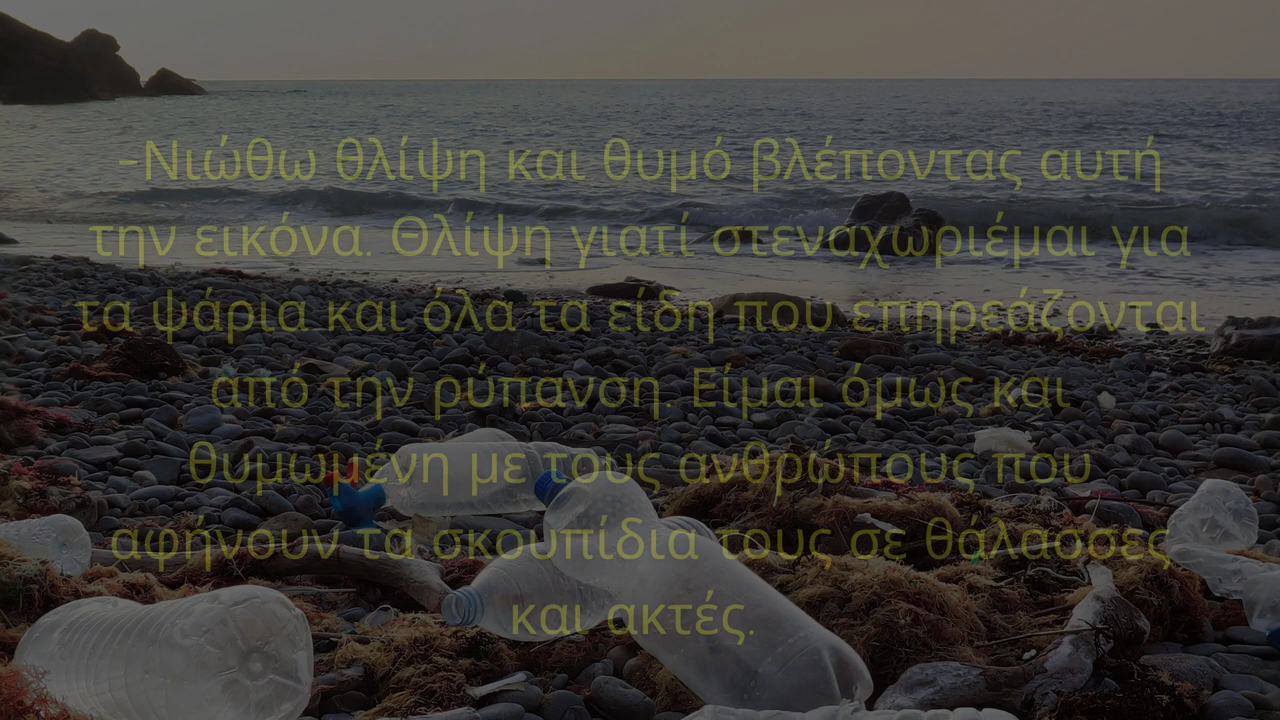 -Νιώθω θλίψη και θυμό βλέποντας αυτή
την εικόνα. Θλίψη γιατί στεναχωριέμαι για
τα ψάρια και όλα τα είδη που επηρεάζονται
από την ρύπανση. Είμαι όμως και
θυμωμένη με τους ανθρώπους που
αφήνουν τα σκουπίδια τους σε θάλασσες
και ακτές.